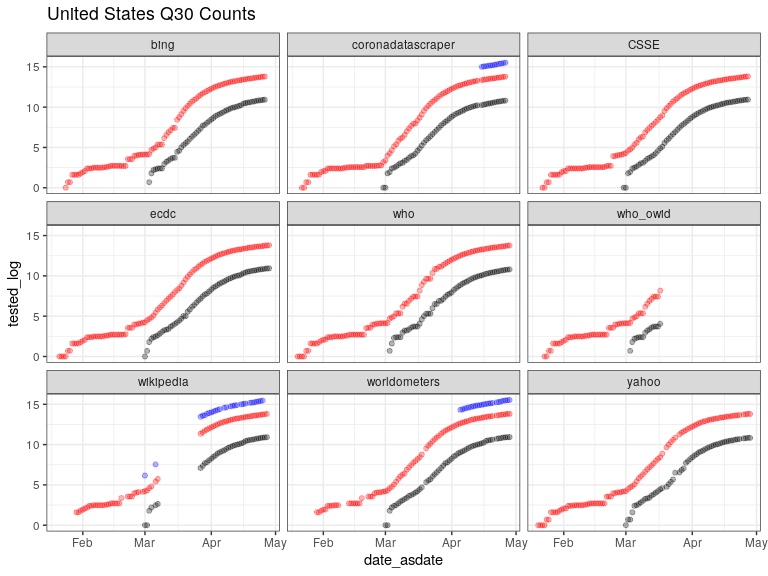 United States Q30 Counts
bing coronadatascraper CSSE
15
10
5
0
ecdc who who_owid
15
10
5
0
wikipedia worldometers yahoo
15
10
5
0
tested_log
Feb Mar Apr May Feb Mar Apr May Feb Mar Apr May
date_asdate